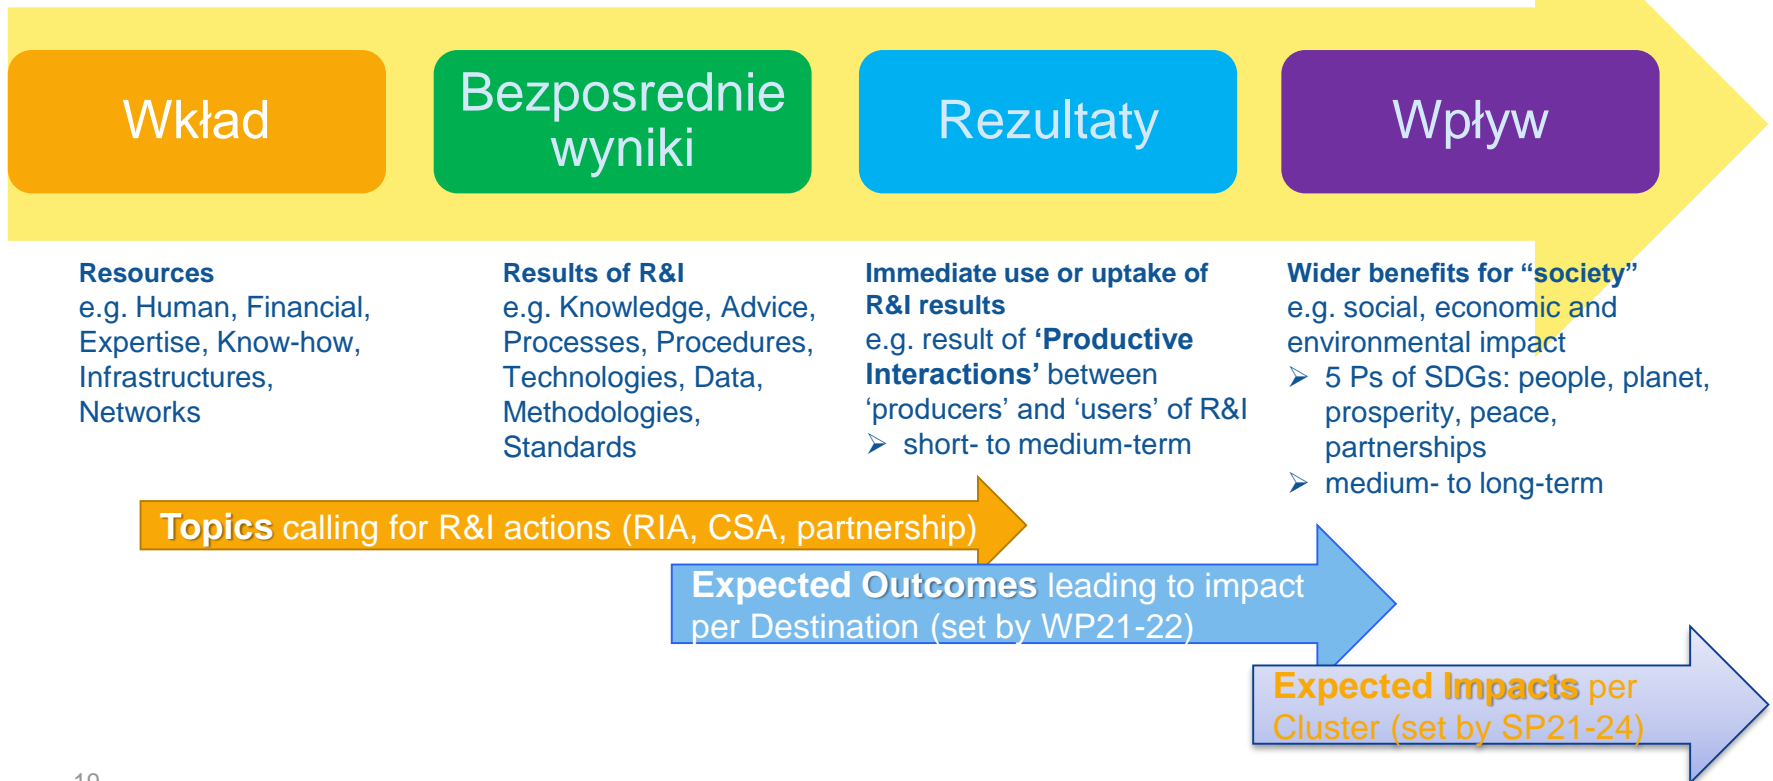 Wkład
Bezposrednie
wyniki
Rezultaty
Wpływ
Resources
e.g. Human, Financial,
Expertise, Know-how,
Infrastructures,
Networks
Results of R&I
e.g. Knowledge, Advice,
Processes, Procedures,
Technologies, Data,
Methodologies,
Standards
Immediate use or uptake of
R&I results
e.g. result of ‘Productive
Interactions’ between
‘producers’ and ‘users’ of R&I
➢ short- to medium-term
Wider benefits for “society”
e.g. social, economic and
environmental impact
➢ 5 Ps of SDGs: people, planet,
prosperity, peace,
partnerships
➢ medium- to long-term
Topics calling for R&I actions (RIA, CSA, partnership)
Expected Outcomes leading to impact
per Destination (set by WP21-22)
Expected Impacts per
Cluster (set by SP21-24)
19